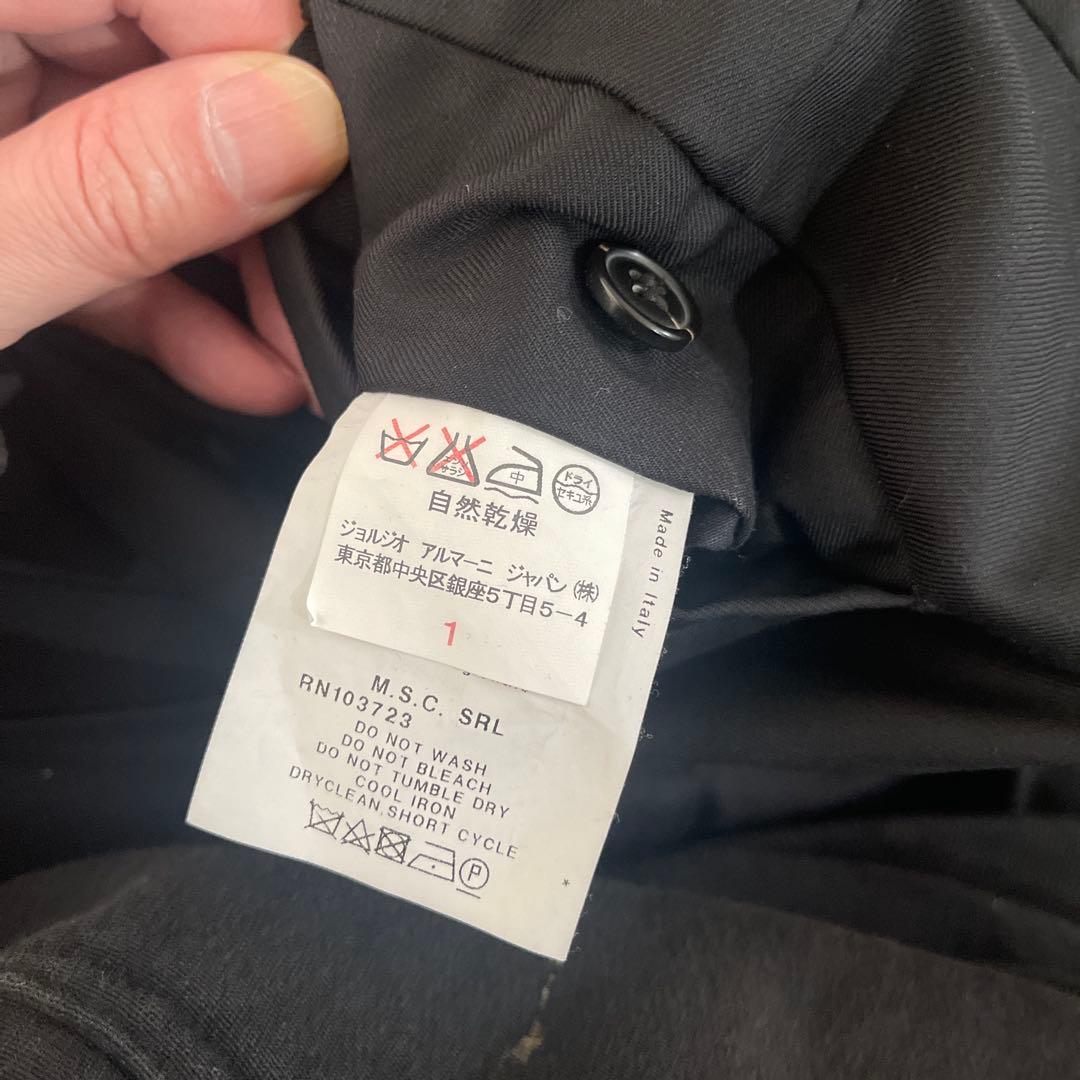 エンソ
サラシ
中
ドライ
セキユ系
自然乾燥
ジョルジオ アルマーニ ジャパン(株)
東京都中央区銀座5丁目5-4
1
Made in Italy
M.S.C. SRL
RN103723
DO NOT WASH
DO NOT BLEACH
DO NOT TUMBLE DRY
COOL IRON
DRYCLEAN,SHORT CYCLE
P
*